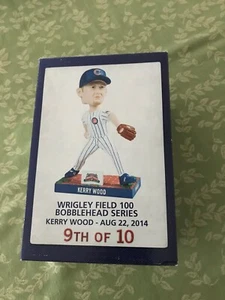 KERRY WOOD
WRIGLEY FIELD 100
BOBBLEHEAD SERIES
KERRY WOOD - AUG 22, 2014
9TH OF 10